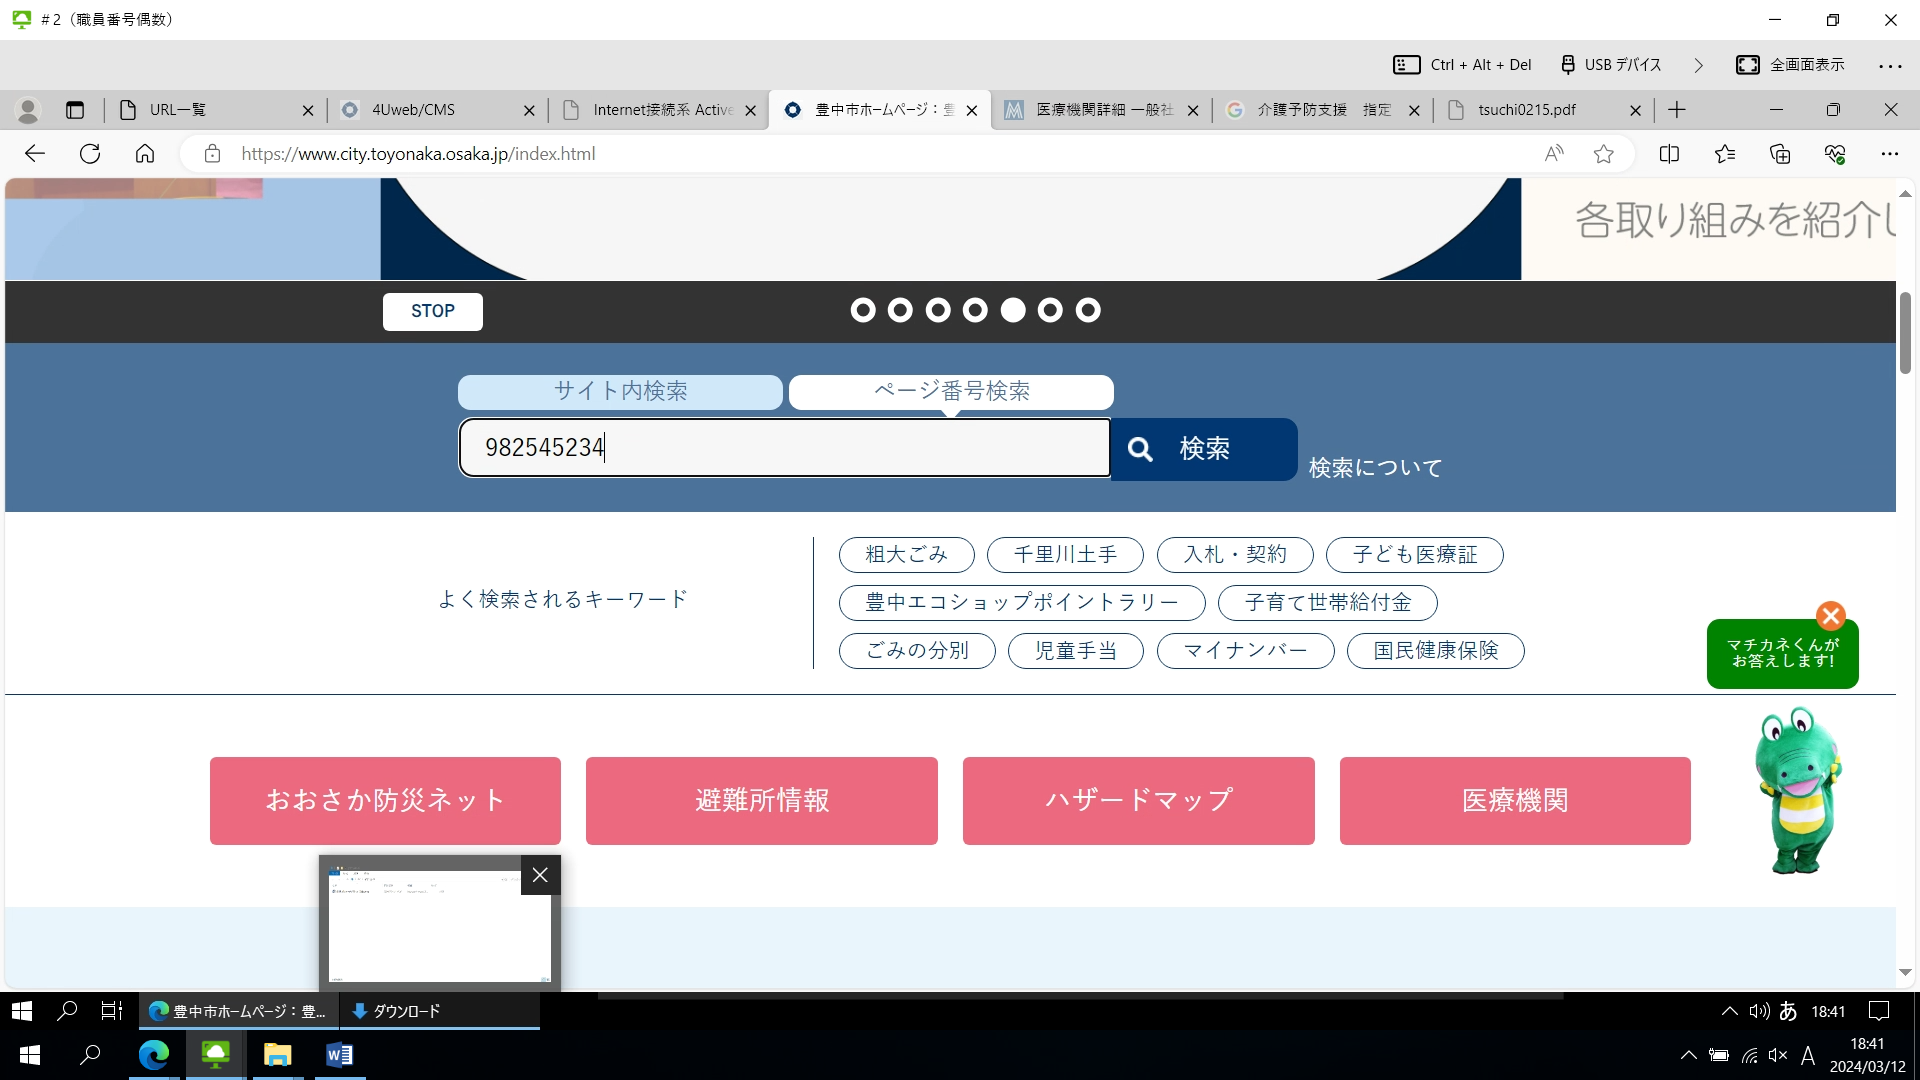 #2（職員番号偶数）
Ctrl + Alt + Del
USB デバイス
全画面表示
URL一覧
4Uweb/CMS
Internet接続系 Active
豊中市ホームページ：豊
医療機関詳細 一般社
介護予防支援　指定
tsuchi0215.pdf
https://www.city.toyonaka.osaka.jp/index.html
各取り組みを紹介し
STOP
サイト内検索
ページ番号検索
982545234
検索
検索について
よく検索されるキーワード
粗大ごみ
千里川土手
入札・契約
子ども医療証
豊中エコショップポイントラリー
子育て世帯給付金
ごみの分別
児童手当
マイナンバー
国民健康保険
マチカネくんが
お答えします!
おおさか防災ネット
避難所情報
ハザードマップ
医療機関
豊中市ホームページ：豊...
ダウンロード
あ
18:41
A
18:41
2024/03/12